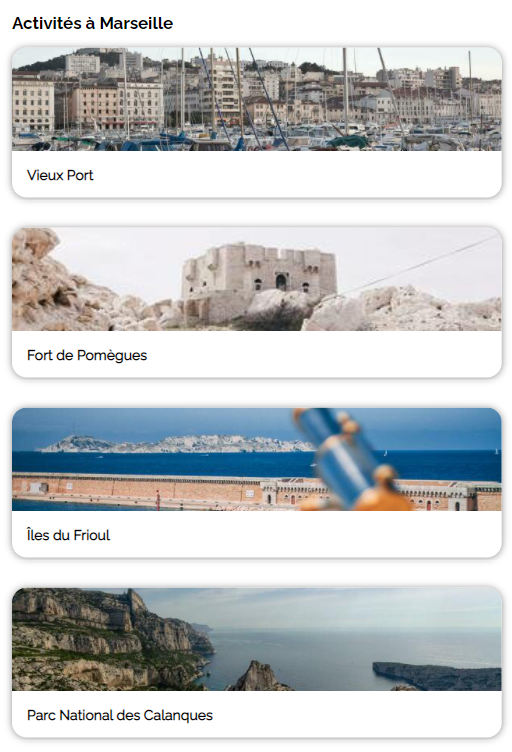 Activités à Marseille
Vieux Port
Fort de Pomègues
Îles du Frioul
Parc National des Calanques